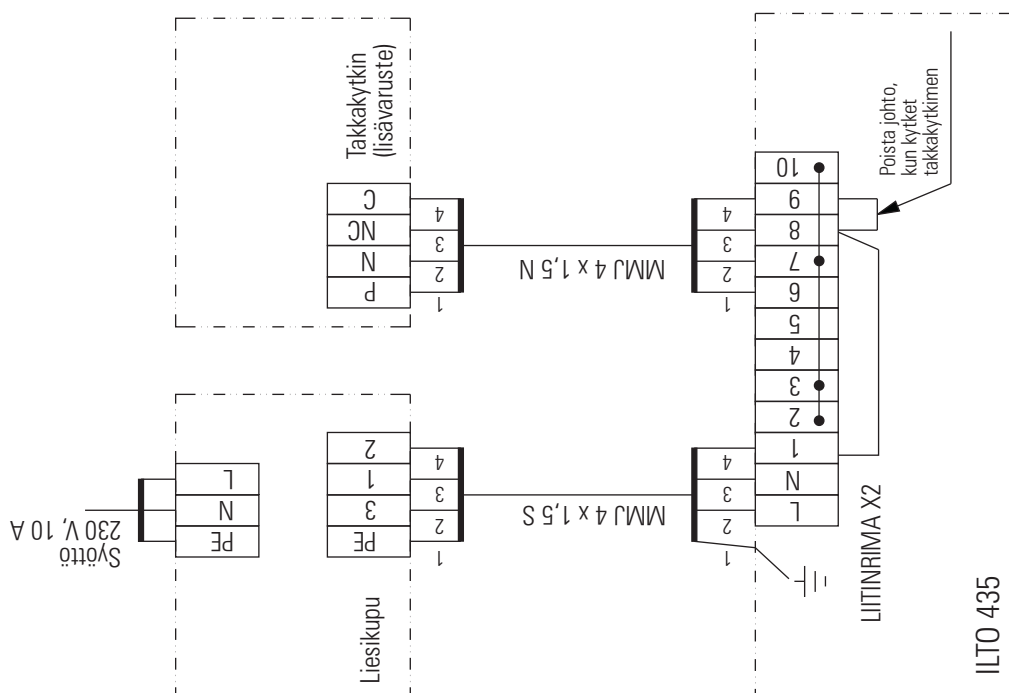 Takkakytkin
(lisävaruste)
C
NC
N
P
4
3
2
1
MMJ 4 x 1,5 N
4
3
2
1
10
9
8
7
6
5
4
3
2
1
N
L
Poista johto,
kun kytket
takkakytkimen
Syöttö
230 V, 10 A
L
N
PE
2
1
3
PE
4
3
2
1
MMJ 4 x 1,5 S
4
3
2
1
Liesikupu
LIITINRIMA X2
ILTO 435